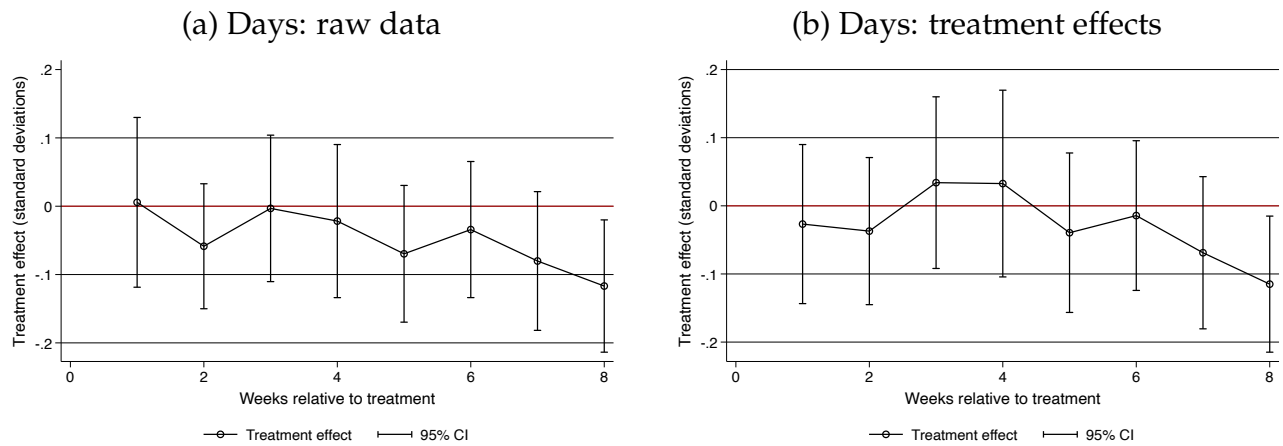 (a) Days: raw data
Treatment effect (standard deviations)
.2
.1
0
-.1
-.2
0 2 4 6 8
Weeks relative to treatment
Treatment effect 95% CI
(b) Days: treatment effects
Treatment effect (standard deviations)
.2
.1
0
-.1
-.2
0 2 4 6 8
Weeks relative to treatment
Treatment effect 95% CI